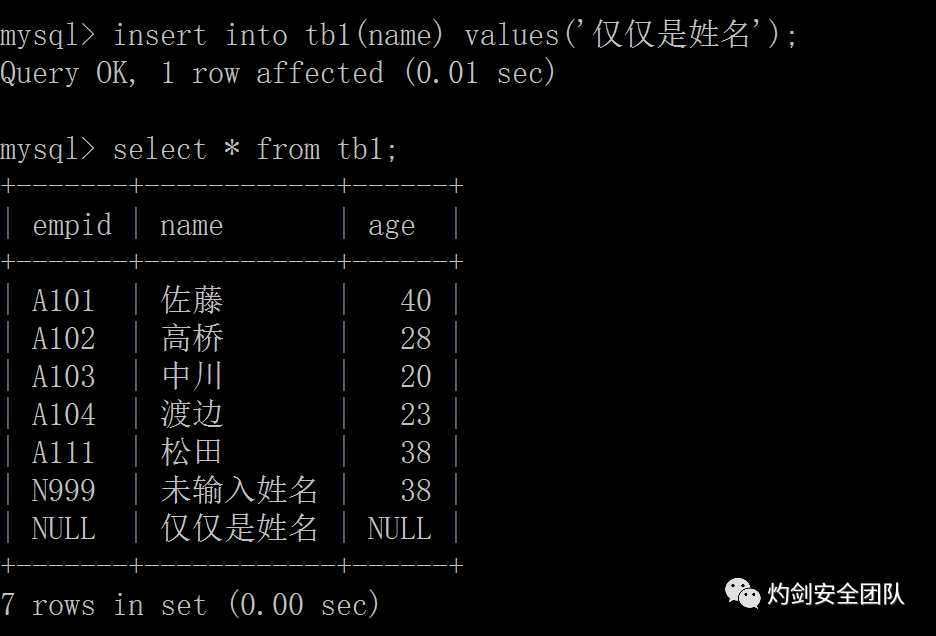 mysql> insert into tb1(name) values('仅仅是姓名');
Query OK, 1 row affected (0.01 sec)
mysql> select * from tb1;
+-------+------------+------+
| empid | name       | age  |
+-------+------------+------+
| A101  | 佐藤       |   40 |
| A102  | 高桥       |   28 |
| A103  | 中川       |   20 |
| A104  | 渡边       |   23 |
| A111  | 松田       |   38 |
| N999  | 未输入姓名 |   38 |
| NULL  | 仅仅是姓名 | NULL |
+-------+------------+------+
7 rows in set (0.00 sec)
灼剑安全团队